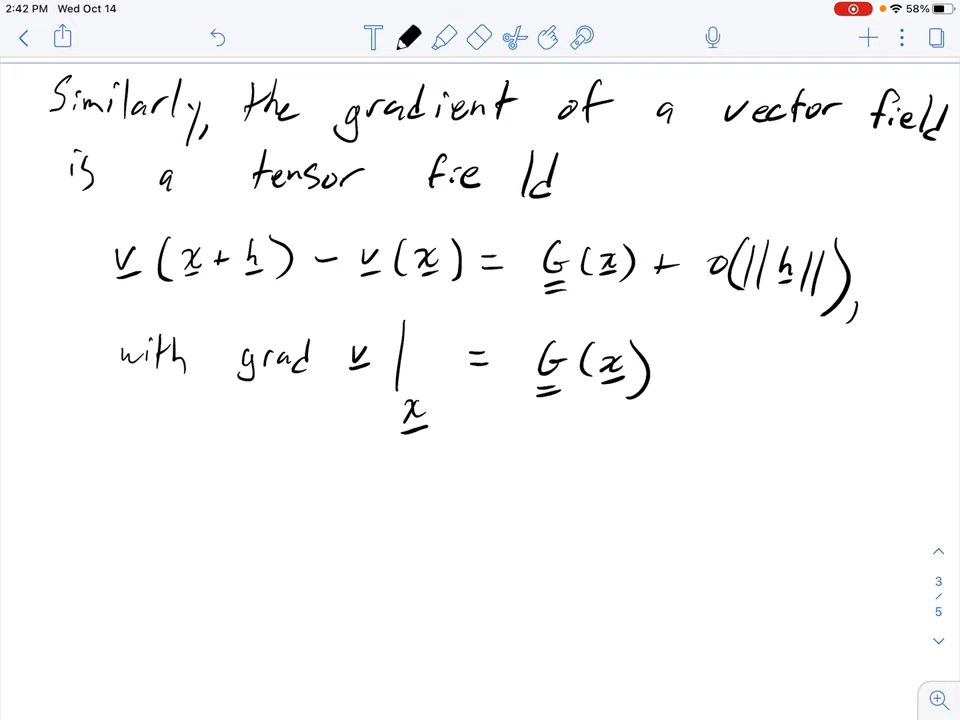 2:42 PM Wed Oct 14 58%
T
Similarly, the gradient of a vector field
is a tensor field
v(x+h) - v(x) = G(x) + o(||h||),
with grad v|x = G(x)
3
/
5